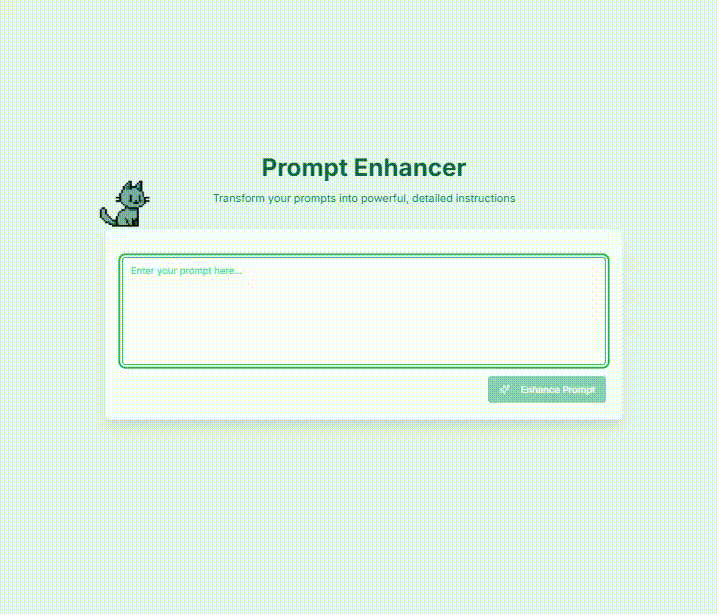 Prompt Enhancer
Transform your prompts into powerful, detailed instructions
Enter your prompt here...
Enhance Prompt